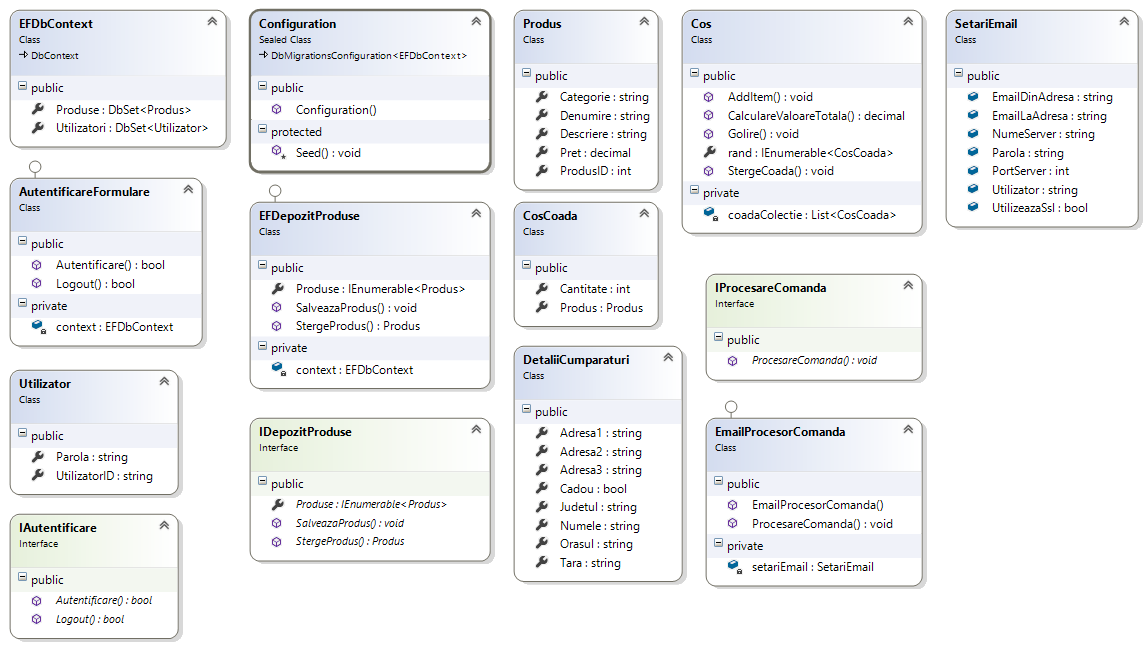 EFDbContext
Class
DbContext
public
Produse : DbSet<Produs>
Utilizatori : DbSet<Utilizator>
AutentificareFormulare
Class
public
Autentificare() : bool
Logout() : bool
private
context : EFDbContext
Utilizator
Class
public
Parola : string
UtilizatorID : string
IAutentificare
Interface
public
Autentificare() : bool
Logout() : bool
Configuration
Sealed Class
DbMigrationsConfiguration<EFDbContext>
public
Configuration()
protected
Seed() : void
EFDepozitProduse
Class
public
Produse : IEnumerable<Produs>
SalveazaProdus() : void
StergeProdus() : Produs
private
context : EFDbContext
IDepozitProduse
Interface
public
Produse : IEnumerable<Produs>
SalveazaProdus() : void
StergeProdus() : Produs
Produs
Class
public
Categorie : string
Denumire : string
Descriere : string
Pret : decimal
ProdusID : int
CosCoada
Class
public
Cantitate : int
Produs : Produs
DetaliiCumparaturi
Class
public
Adresa1 : string
Adresa2 : string
Adresa3 : string
Cadou : bool
Judetul : string
Numele : string
Orasul : string
Tara : string
Cos
Class
public
AddItem() : void
CalculareValoareTotala() : decimal
Golire() : void
rand : IEnumerable<CosCoada>
StergeCoada() : void
private
coadaColectie : List<CosCoada>
IProcesareComanda
Interface
public
ProcesareComanda() : void
EmailProcesorComanda
Class
public
EmailProcesorComanda()
ProcesareComanda() : void
private
setariEmail : SetariEmail
SetariEmail
Class
public
EmailDinAdresa : string
EmailLaAdresa : string
NumeServer : string
Parola : string
PortServer : int
Utilizator : string
UtilizeazaSsl : bool